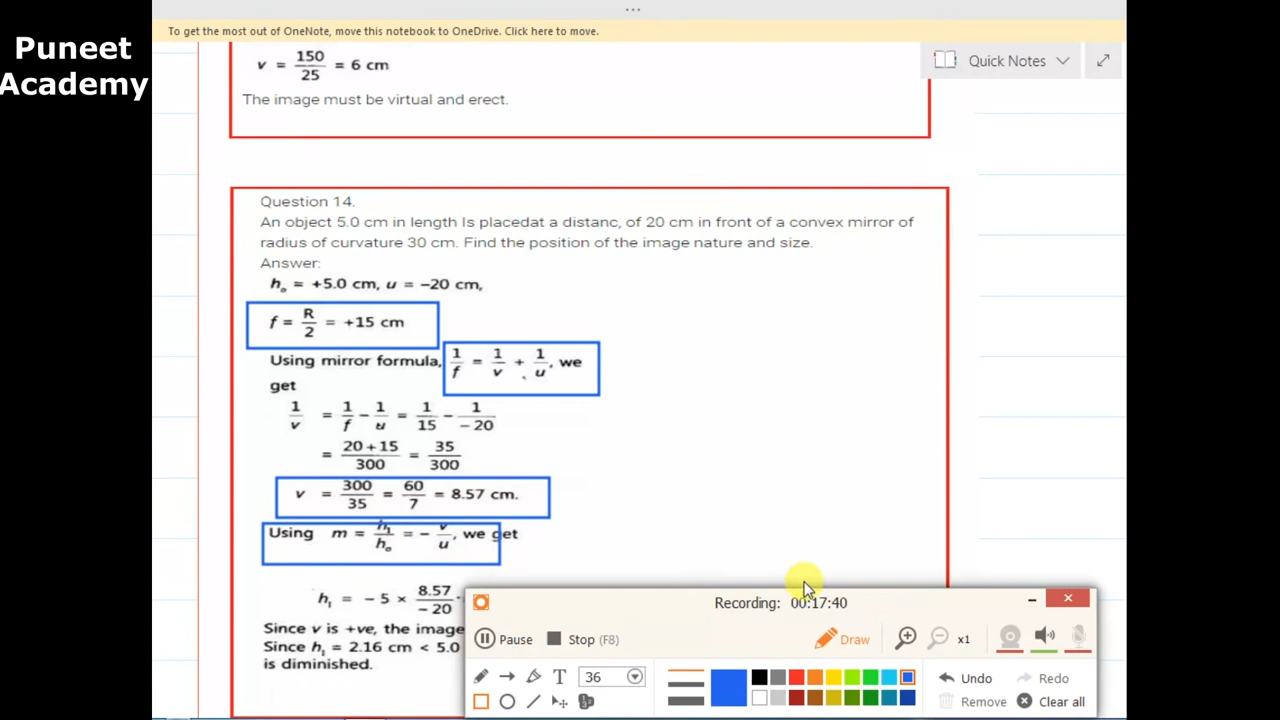 Puneet
Academy
To get the most out of OneNote, move this notebook to OneDrive. Click here to move.
Quick Notes
v = 150/25 = 6 cm
The image must be virtual and erect.
Question 14.
An object 5.0 cm in length Is placedat a distanc, of 20 cm in front of a convex mirror of
radius of curvature 30 cm. Find the position of the image nature and size.
Answer:
hₒ = +5.0 cm, u = –20 cm,
f = R/2 = +15 cm
Using mirror formula, 1/f = 1/v + 1/u, we
get
1/v = 1/f – 1/u = 1/15 – 1/–20
= 20+15/300 = 35/300
v = 300/35 = 60/7 = 8.57 cm.
Using m = h₁/hₒ = – v/u, we get
h₁ = – 5 × 8.57/–20
Since v is +ve, the image
Since h₁ = 2.16 cm < 5.0
is diminished.
Recording: 00:17:40
Pause Stop (F8) Draw x1
T 36 Undo Redo
Remove Clear all